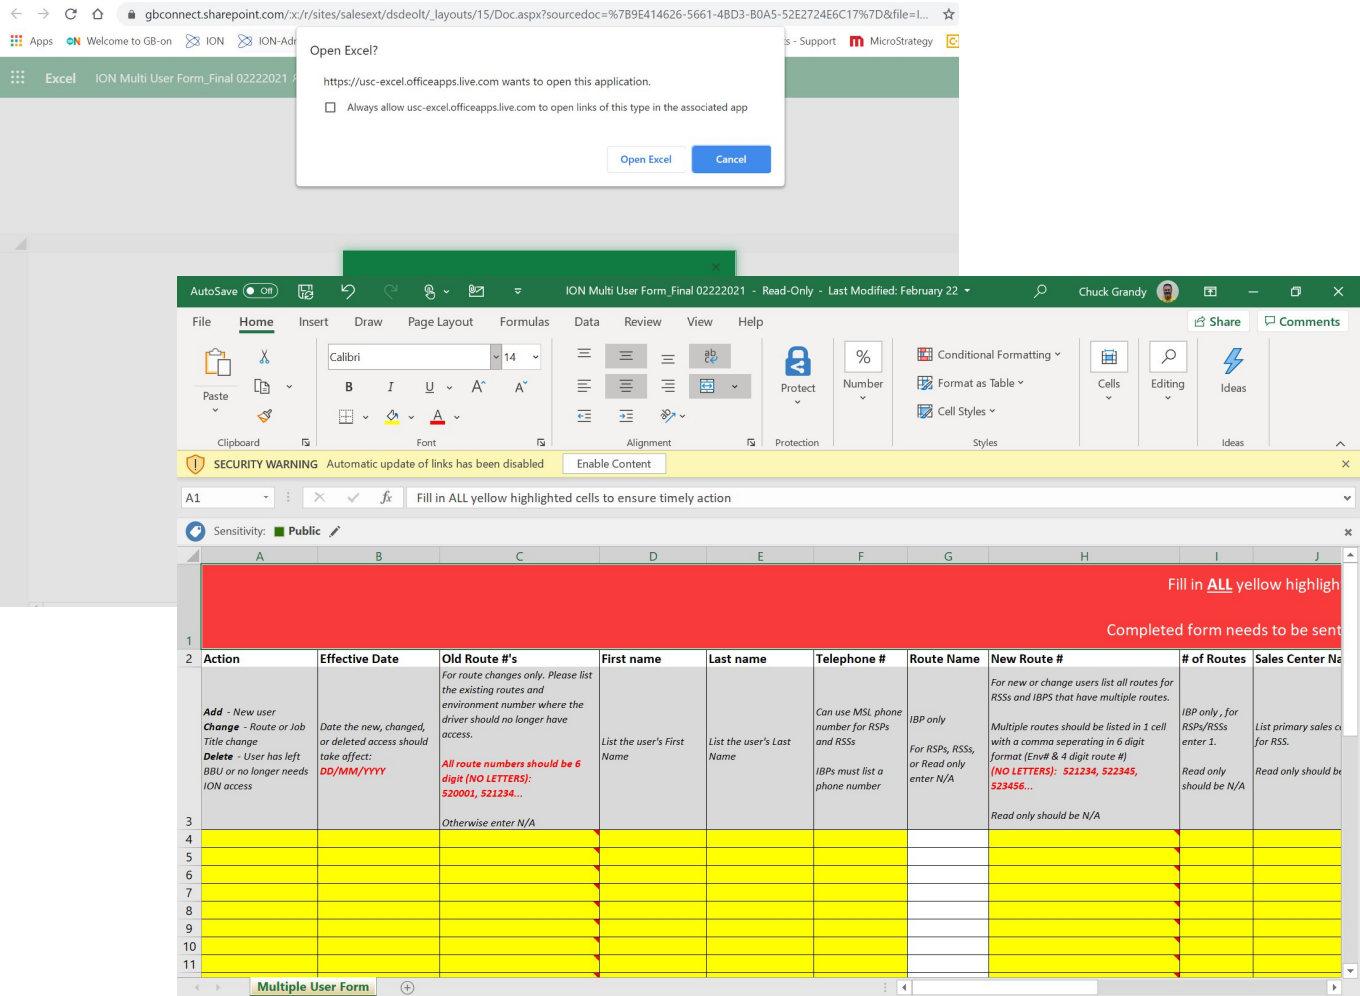 gbconnect.sharepoint.com/:x:/r/sites/salesext/dsdeolt/_layouts/15/Doc.aspx?sourcedoc=%7B9E414626-5661-4BD3-B0A5-52E2724E6C17%7D&file=I...
Apps ON Welcome to GB-on ION ION-Adr s - Support MicroStrategy
Open Excel?
https://usc-excel.officeapps.live.com wants to open this application.
Always allow usc-excel.officeapps.live.com to open links of this type in the associated app
Open Excel Cancel
Excel ION Multi User Form_Final 02222021
AutoSave Off ION Multi User Form_Final 02222021 - Read-Only - Last Modified: February 22 Chuck Grandy
File Home Insert Draw Page Layout Formulas Data Review View Help Share Comments
Paste
Calibri 14
B I U A A
A
ab
Protect
% Number
Conditional Formatting
Format as Table
Cell Styles
Cells
Editing
Ideas
Clipboard Font Alignment Protection Styles Ideas
SECURITY WARNING Automatic update of links has been disabled Enable Content
A1 fx Fill in ALL yellow highlighted cells to ensure timely action
Sensitivity: Public
A B C D E F G H I J
Fill in ALL yellow highligh
Completed form needs to be sent
1
2 Action Effective Date Old Route #'s First name Last name Telephone # Route Name New Route # # of Routes Sales Center Na
3
Add - New user
Change - Route or Job
Title change
Delete - User has left
BBU or no longer needs
ION access
Date the new, changed,
or deleted access should
take affect:
DD/MM/YYYY
For route changes only. Please list
the existing routes and
environment number where the
driver should no longer have
access.
All route numbers should be 6
digit (NO LETTERS):
520001, 521234...
Otherwise enter N/A
List the user's First
Name
List the user's Last
Name
Can use MSL phone
number for RSPs
and RSSs
IBPs must list a
phone number
IBP only
For RSPs, RSSs,
or Read only
enter N/A
For new or change users list all routes for
RSSs and IBPS that have multiple routes.
Multiple routes should be listed in 1 cell
with a comma seperating in 6 digit
format (Env# & 4 digit route #)
(NO LETTERS): 521234, 522345,
523456...
Read only should be N/A
IBP only , for
RSPs/RSSs
enter 1.
Read only
should be N/A
List primary sales c
for RSS.
Read only should be
4
5
6
7
8
9
10
11
Multiple User Form